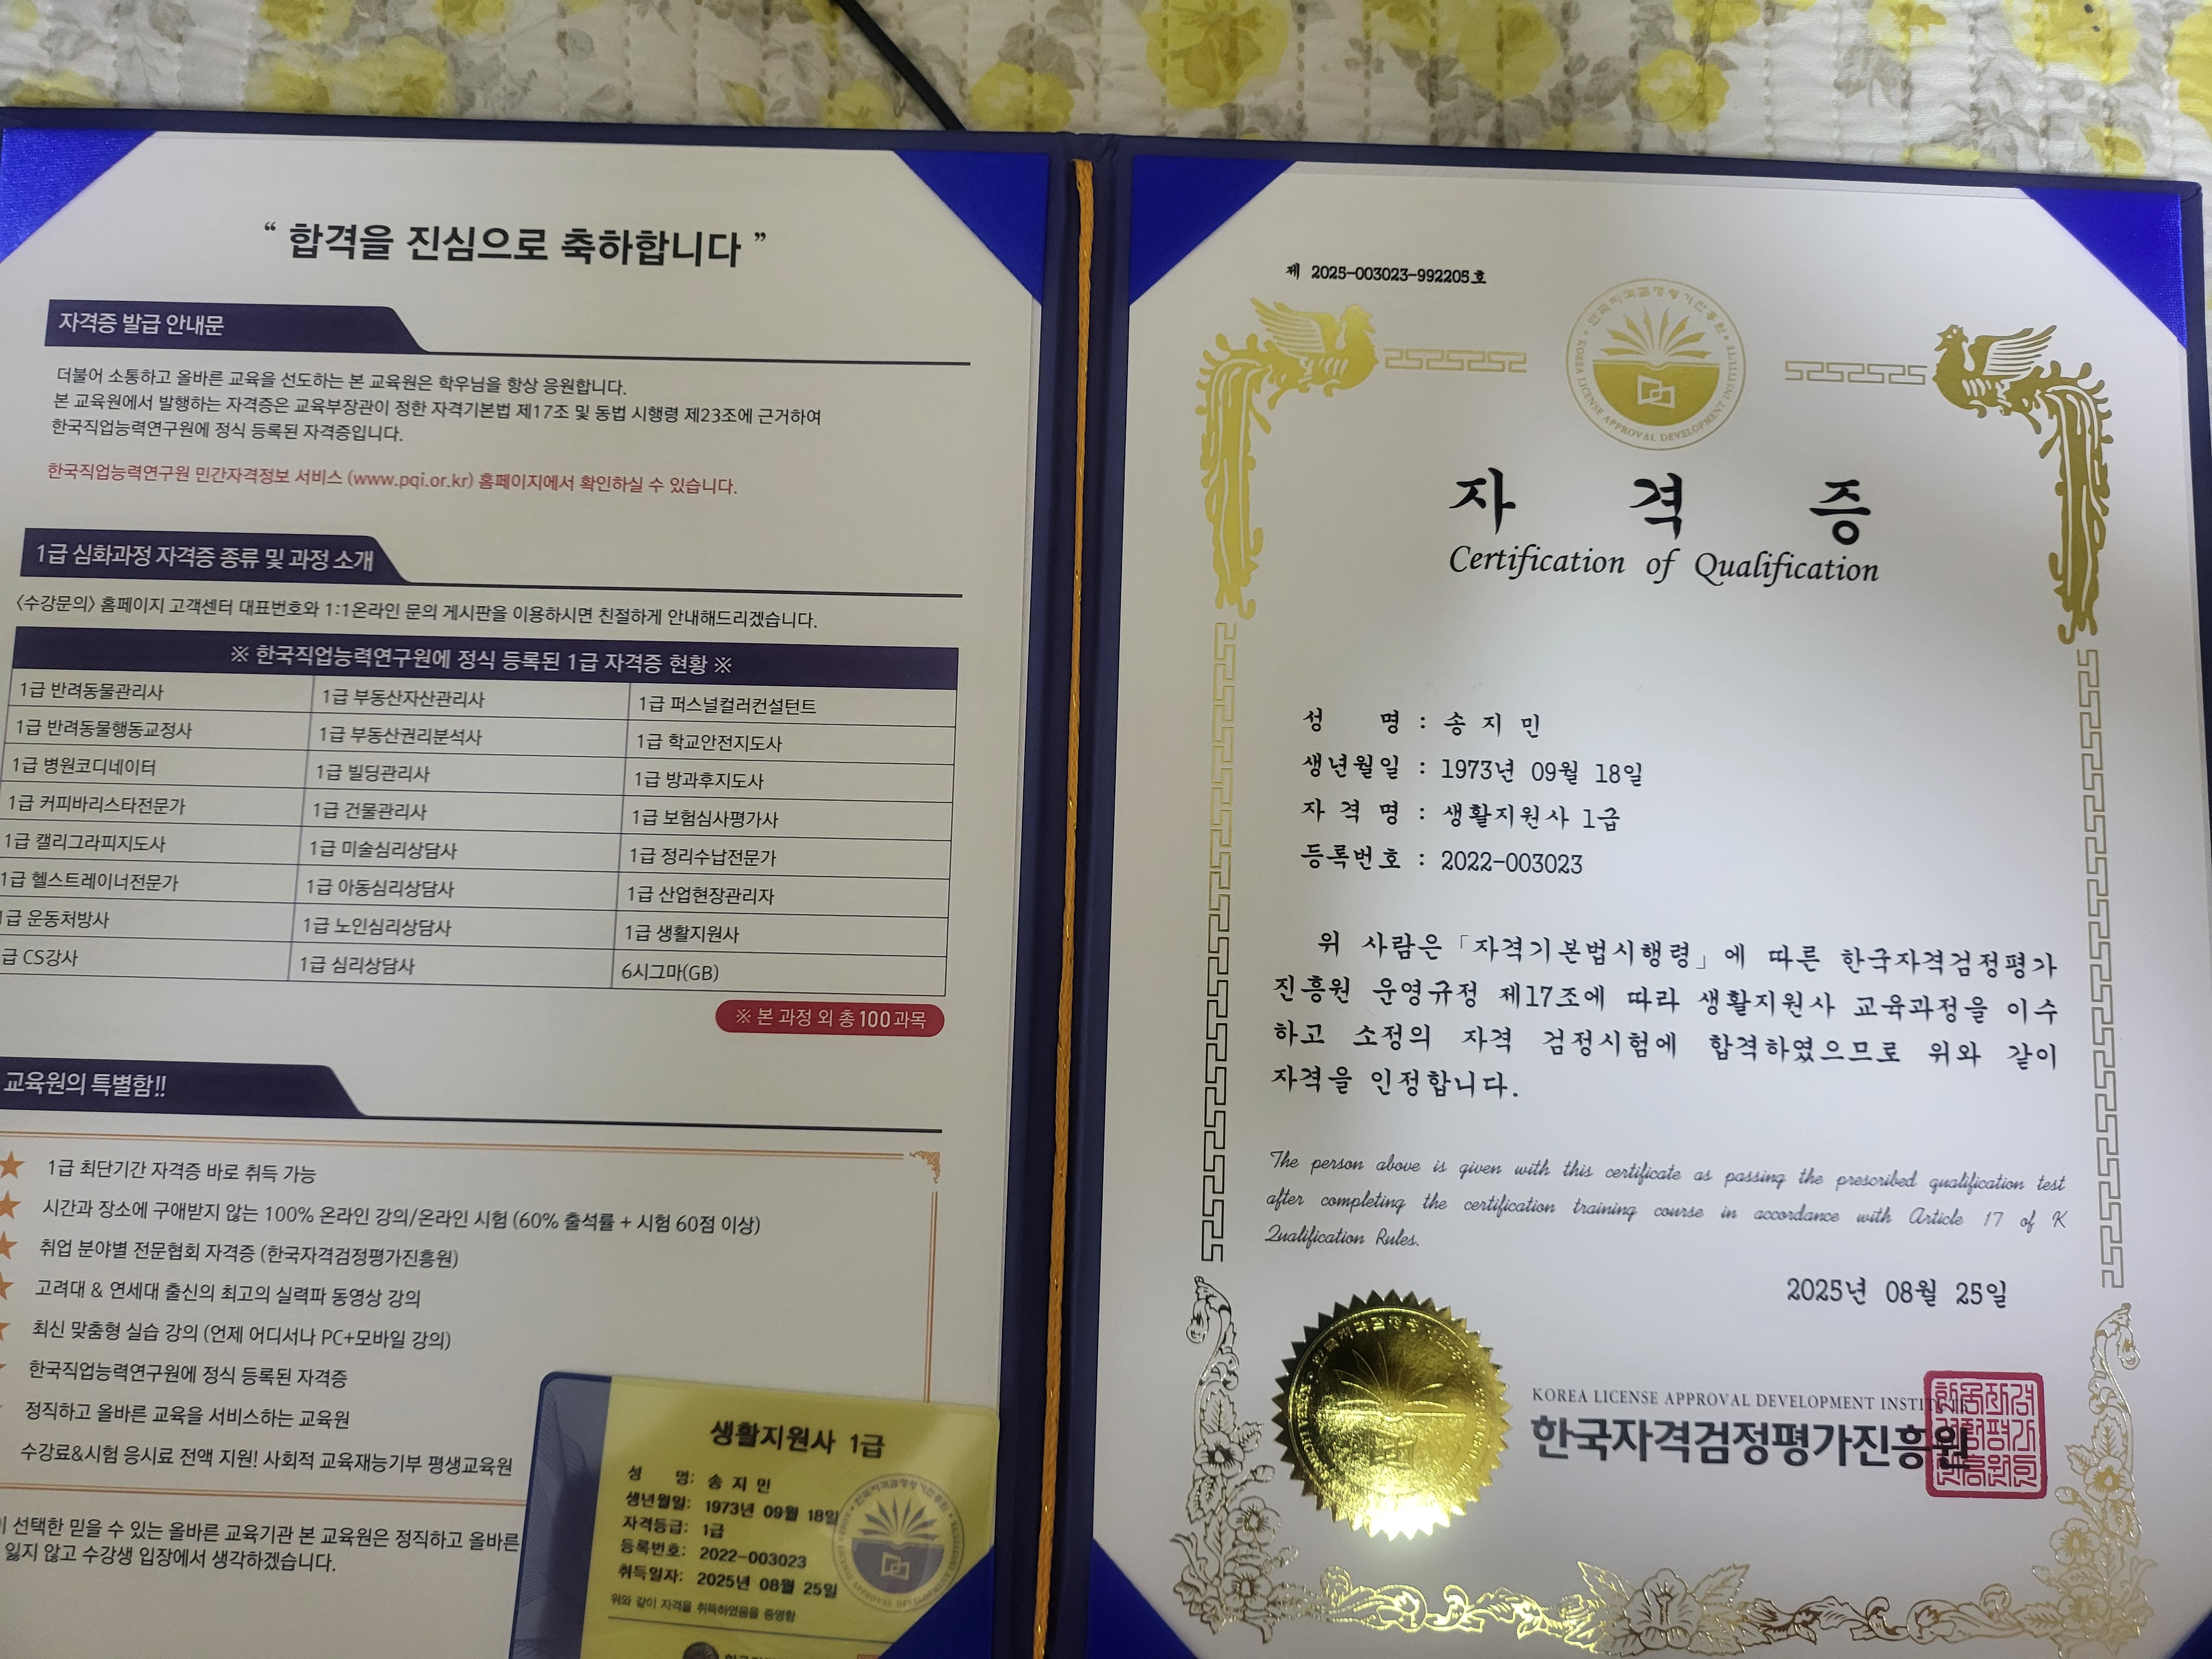 “ 합격을 진심으로 축하합니다 ”
자격증 발급 안내문
더불어 소통하고 올바른 교육을 선도하는 본 교육원은 학우님을 항상 응원합니다.
본 교육원에서 발행하는 자격증은 교육부장관이 정한 자격기본법 제17조 및 동법 시행령 제23조에 근거하여
한국직업능력연구원에 정식 등록된 자격증입니다.
한국직업능력연구원 민간자격정보 서비스 (www.pqi.or.kr) 홈페이지에서 확인하실 수 있습니다.
1급 심화과정 자격증 종류 및 과정 소개
<수강문의> 홈페이지 고객센터 대표번호와 1:1온라인 문의 게시판을 이용하시면 친절하게 안내해드리겠습니다.
※ 한국직업능력연구원에 정식 등록된 1급 자격증 현황 ※
1급 반려동물관리사 1급 부동산자산관리사 1급 퍼스널컬러컨설턴트
1급 반려동물행동교정사 1급 부동산권리분석사 1급 학교안전지도사
1급 병원코디네이터 1급 빌딩관리사 1급 방과후지도사
1급 커피바리스타전문가 1급 건물관리사 1급 보험심사평가사
1급 캘리그라피지도사 1급 미술심리상담사 1급 정리수납전문가
1급 헬스트레이너전문가 1급 아동심리상담사 1급 산업현장관리자
1급 운동처방사 1급 노인심리상담사 1급 생활지원사
급 CS강사 1급 심리상담사 6시그마(GB)
※ 본 과정 외 총 100과목
교육원의 특별함!!
1급 최단기간 자격증 바로 취득 가능
시간과 장소에 구애받지 않는 100% 온라인 강의/온라인 시험 (60% 출석률 + 시험 60점 이상)
취업 분야별 전문협회 자격증 (한국자격검정평가진흥원)
고려대 & 연세대 출신의 최고의 실력파 동영상 강의
최신 맞춤형 실습 강의 (언제 어디서나 PC+모바일 강의)
한국직업능력연구원에 정식 등록된 자격증
정직하고 올바른 교육을 서비스하는 교육원
수강료&시험 응시료 전액 지원! 사회적 교육재능기부 평생교육원
선택한 믿을 수 있는 올바른 교육기관 본 교육원은 정직하고 올바른
잃지 않고 수강생 입장에서 생각하겠습니다.
생활지원사 1급
성 명: 송 지 민
생년월일: 1973년 09월 18일
자격등급: 1급
등록번호: 2022-003023
취득일자: 2025년 08월 25일
위와 같이 자격을 취득하였음을 증명함
제 2025-003023-992205호
한국자격검정평가진흥원
KOREA LICENSE APPROVAL DEVELOPMENT INSTITUTE
자 격 증
Certification of Qualification
성 명 : 송 지 민
생년월일 : 1973년 09월 18일
자 격 명 : 생활지원사 1급
등록번호 : 2022-003023
위 사람은 「자격기본법시행령」에 따른 한국자격검정평가
진흥원 운영규정 제17조에 따라 생활지원사 교육과정을 이수
하고 소정의 자격 검정시험에 합격하였으므로 위와 같이
자격을 인정합니다.
The person above is given with this certificate as passing the prescribed qualification test
after completing the certification training course in accordance with Article 17 of K
Qualification Rules.
2025년 08월 25일
KOREA LICENSE APPROVAL DEVELOPMENT INSTITUTE
한국자격검정평가진흥원